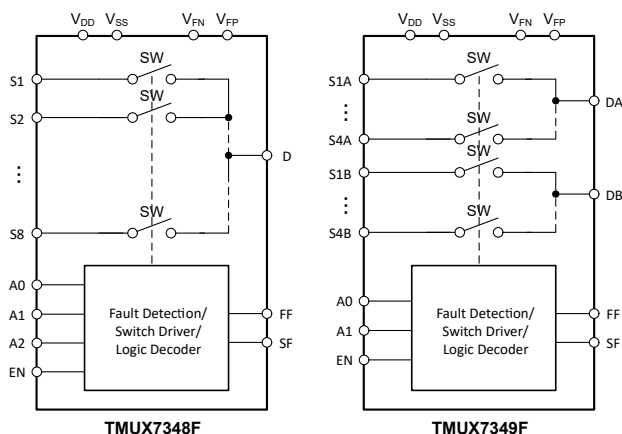 VDD VSS VFN VFP
SW
S1
SW
S2
D
⋮
SW
S8
A0
A1
A2
EN
Fault Detection/
Switch Driver/
Logic Decoder
FF
SF
TMUX7348F
VDD VSS VFN VFP
SW
S1A
DA
⋮
SW
S4A
SW
S1B
DB
⋮
SW
S4B
A0
A1
EN
Fault Detection/
Switch Driver/
Logic Decoder
FF
SF
TMUX7349F